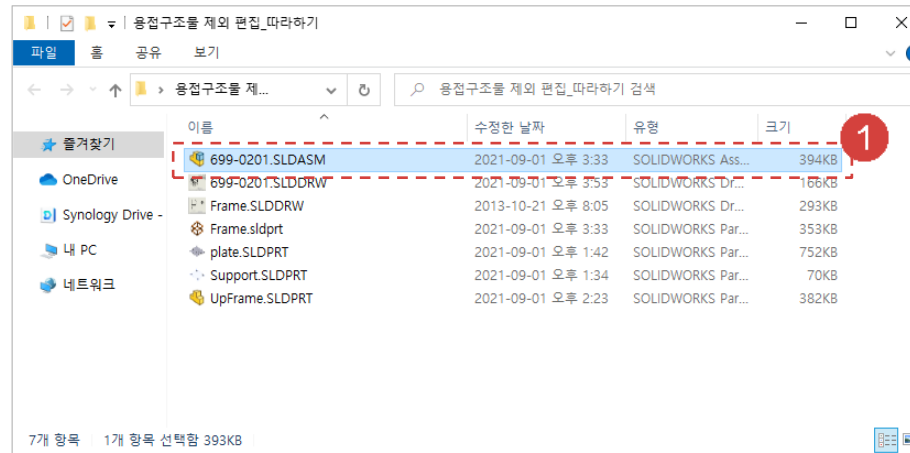 용접구조물 제외 편집_따라하기
파일 홈 공유 보기
용접구조물 제... 용접구조물 제외 편집_따라하기 검색
이름 수정한 날짜 유형 크기
1
즐겨찾기
699-0201.SLDASM 2021-09-01 오후 3:33 SOLIDWORKS Ass... 394KB
OneDrive
699-0201.SLDDRW 2021-09-01 오후 3:53 SOLIDWORKS Dr... 166KB
Frame.SLDDRW 2013-10-21 오후 8:05 SOLIDWORKS Dr... 293KB
Synology Drive -
Frame.sldprt 2021-09-01 오후 3:33 SOLIDWORKS Par... 353KB
내 PC
plate.SLDPRT 2021-09-01 오후 1:42 SOLIDWORKS Par... 752KB
Support.SLDPRT 2021-09-01 오후 1:34 SOLIDWORKS Par... 70KB
네트워크
UpFrame.SLDPRT 2021-09-01 오후 2:23 SOLIDWORKS Par... 382KB
7개 항목 1개 항목 선택함 393KB